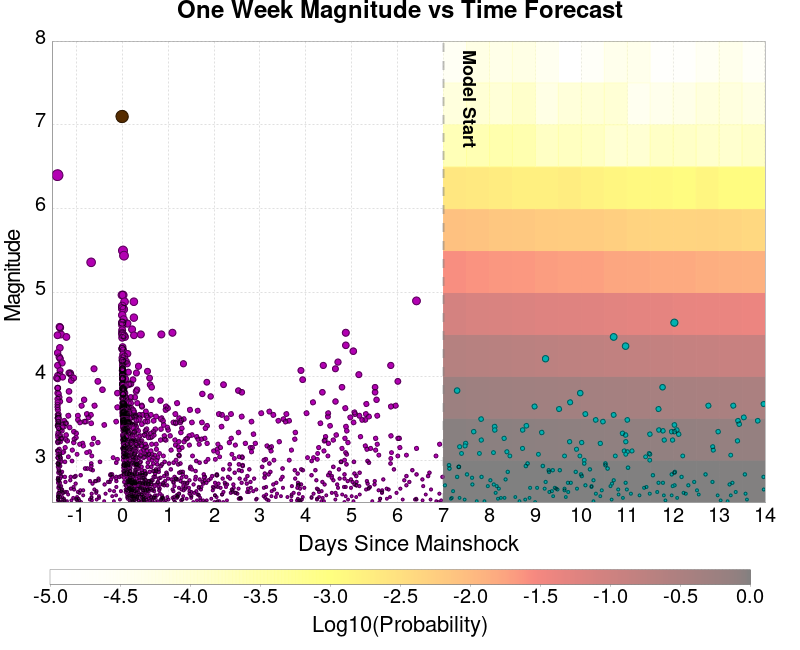 One Week Magnitude vs Time Forecast
8
7
6
5
4
3
Magnitude
Model Start
-1 0 1 2 3 4 5 6 7 8 9 10 11 12 13 14
Days Since Mainshock
-5.0 -4.5 -4.0 -3.5 -3.0 -2.5 -2.0 -1.5 -1.0 -0.5 0.0
Log10(Probability)